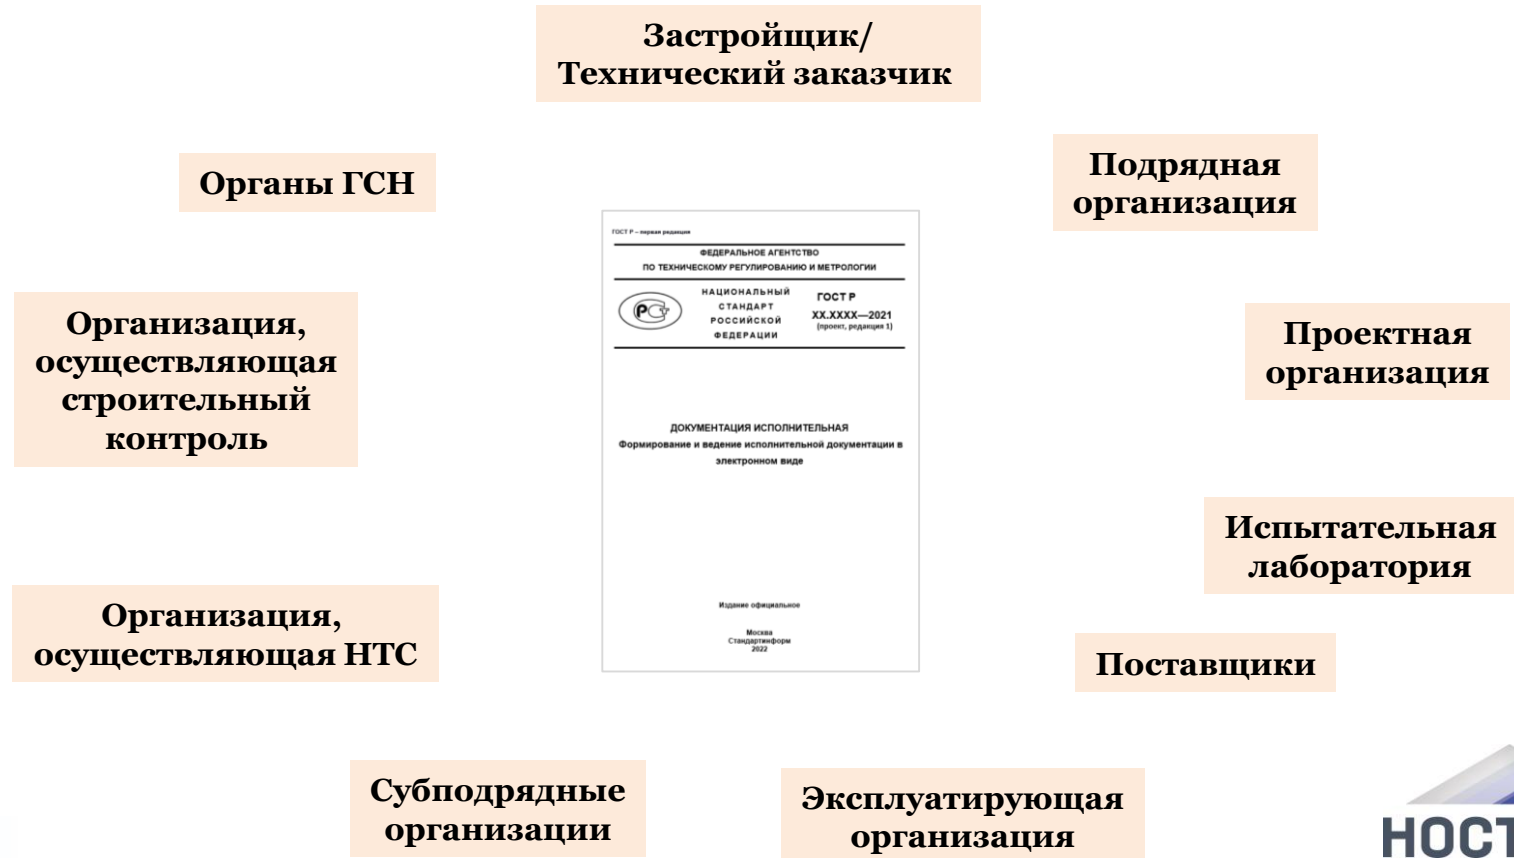 Застройщик/
Технический заказчик
Органы ГСН
Подрядная
организация
ГОСТ Р – первая редакция
ФЕДЕРАЛЬНОЕ АГЕНТСТВО
ПО ТЕХНИЧЕСКОМУ РЕГУЛИРОВАНИЮ И МЕТРОЛОГИИ
НАЦИОНАЛЬНЫЙ
СТАНДАРТ
РОССИЙСКОЙ
ФЕДЕРАЦИИ
ГОСТ Р
XX.XXXX—2021
(проект, редакция 1)
Организация,
осуществляющая
строительный
контроль
Проектная
организация
ДОКУМЕНТАЦИЯ ИСПОЛНИТЕЛЬНАЯ
Формирование и ведение исполнительной документации в
электронном виде
Испытательная
лаборатория
Организация,
осуществляющая НТС
Издание официальное
Москва
Стандартинформ
2022
Поставщики
Субподрядные
организации
Эксплуатирующая
организация
НОСТ